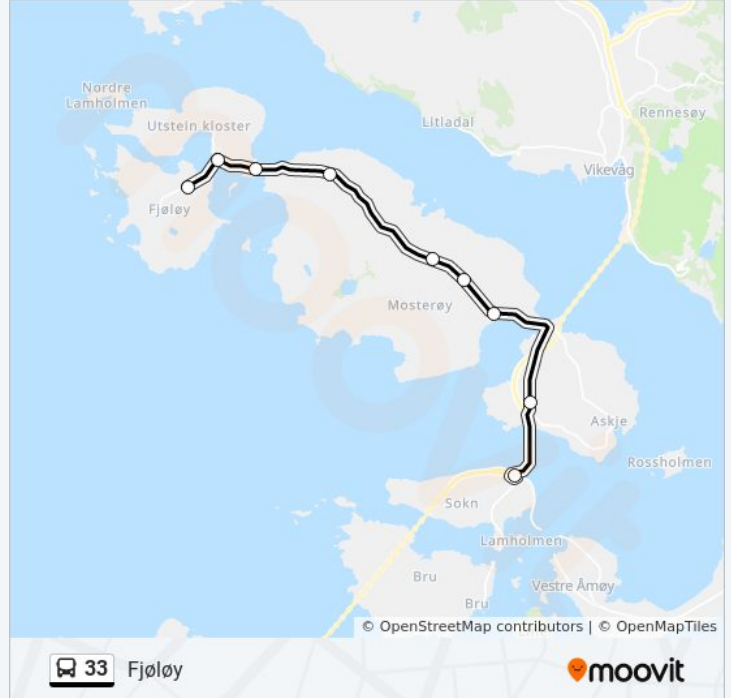 Nordre
Lamholmen
Utstein kloster
Litladal
Rennesøy
Vikevåg
Fjøløy
Mosterøy
Askje
Rossholmen
Sokn
Lamholmen
Bru
Vestre Åmøy
Bru
© OpenStreetMap contributors | © OpenMapTiles
33 Fjøløy
moovit